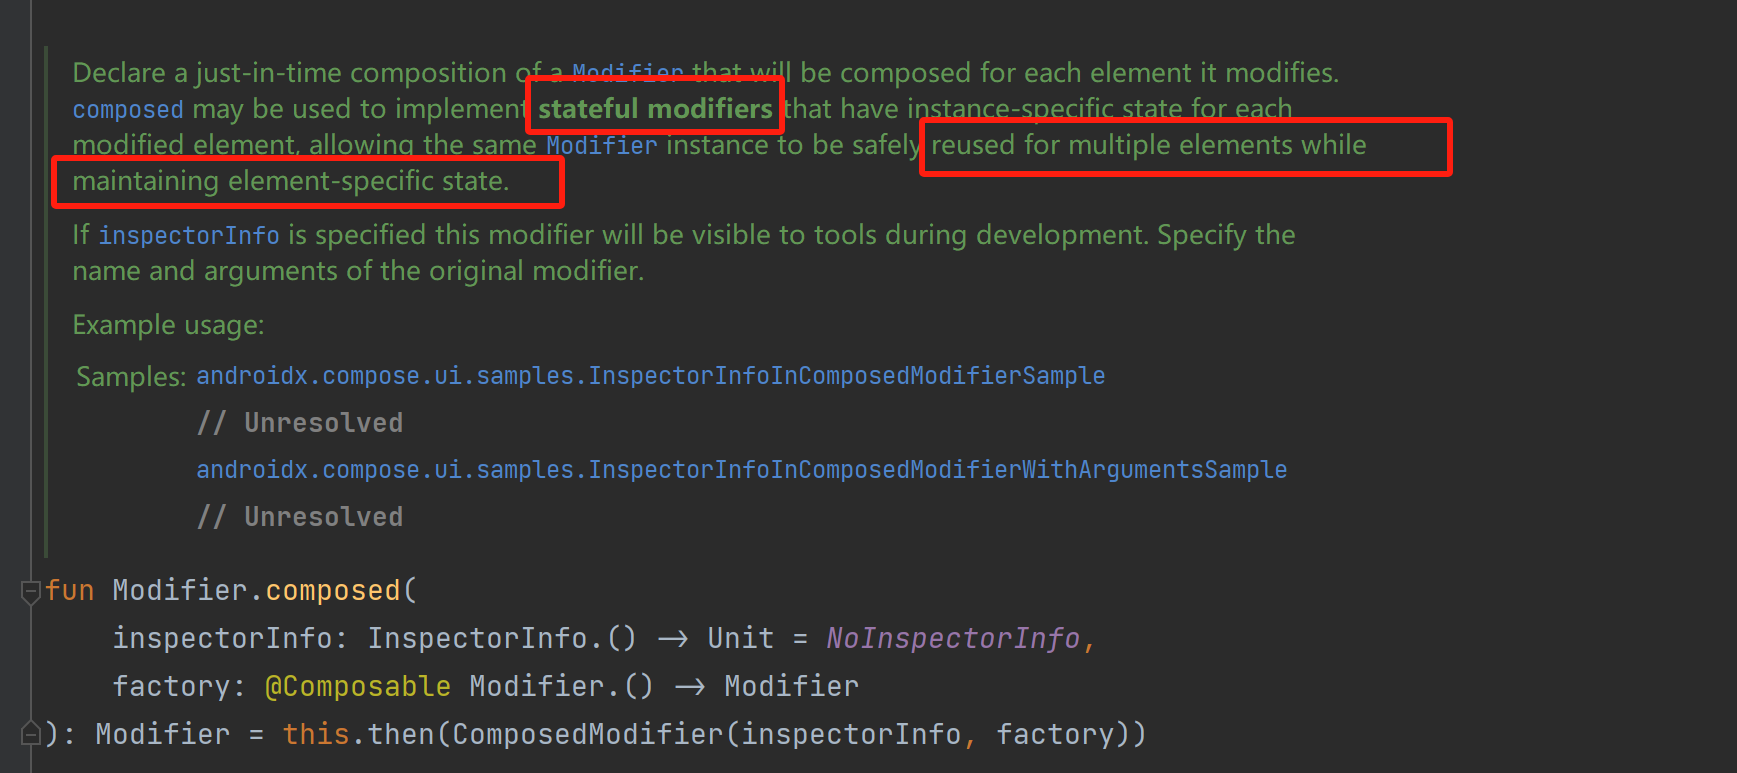 Declare a just-in-time composition of a Modifier that will be composed for each element it modifies.
composed may be used to implement stateful modifiers that have instance-specific state for each
modified element, allowing the same Modifier instance to be safely reused for multiple elements while
maintaining element-specific state.
If inspectorInfo is specified this modifier will be visible to tools during development. Specify the
name and arguments of the original modifier.
Example usage:
Samples: androidx.compose.ui.samples.InspectorInfoInComposedModifierSample
// Unresolved
androidx.compose.ui.samples.InspectorInfoInComposedModifierWithArgumentsSample
// Unresolved
fun Modifier.composed(
inspectorInfo: InspectorInfo.() -> Unit = NoInspectorInfo,
factory: @Composable Modifier.() -> Modifier
): Modifier = this.then(ComposedModifier(inspectorInfo, factory))